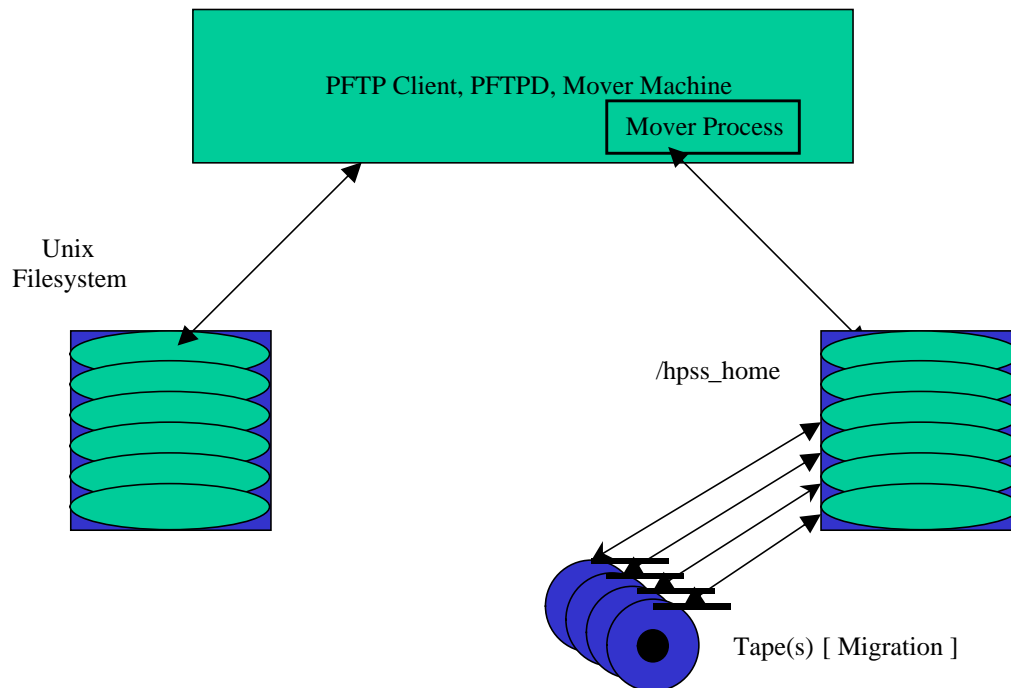 PFTP Client, PFTPD, Mover Machine
Mover Process
Unix
Filesystem
/hpss_home
Tape(s) [ Migration ]